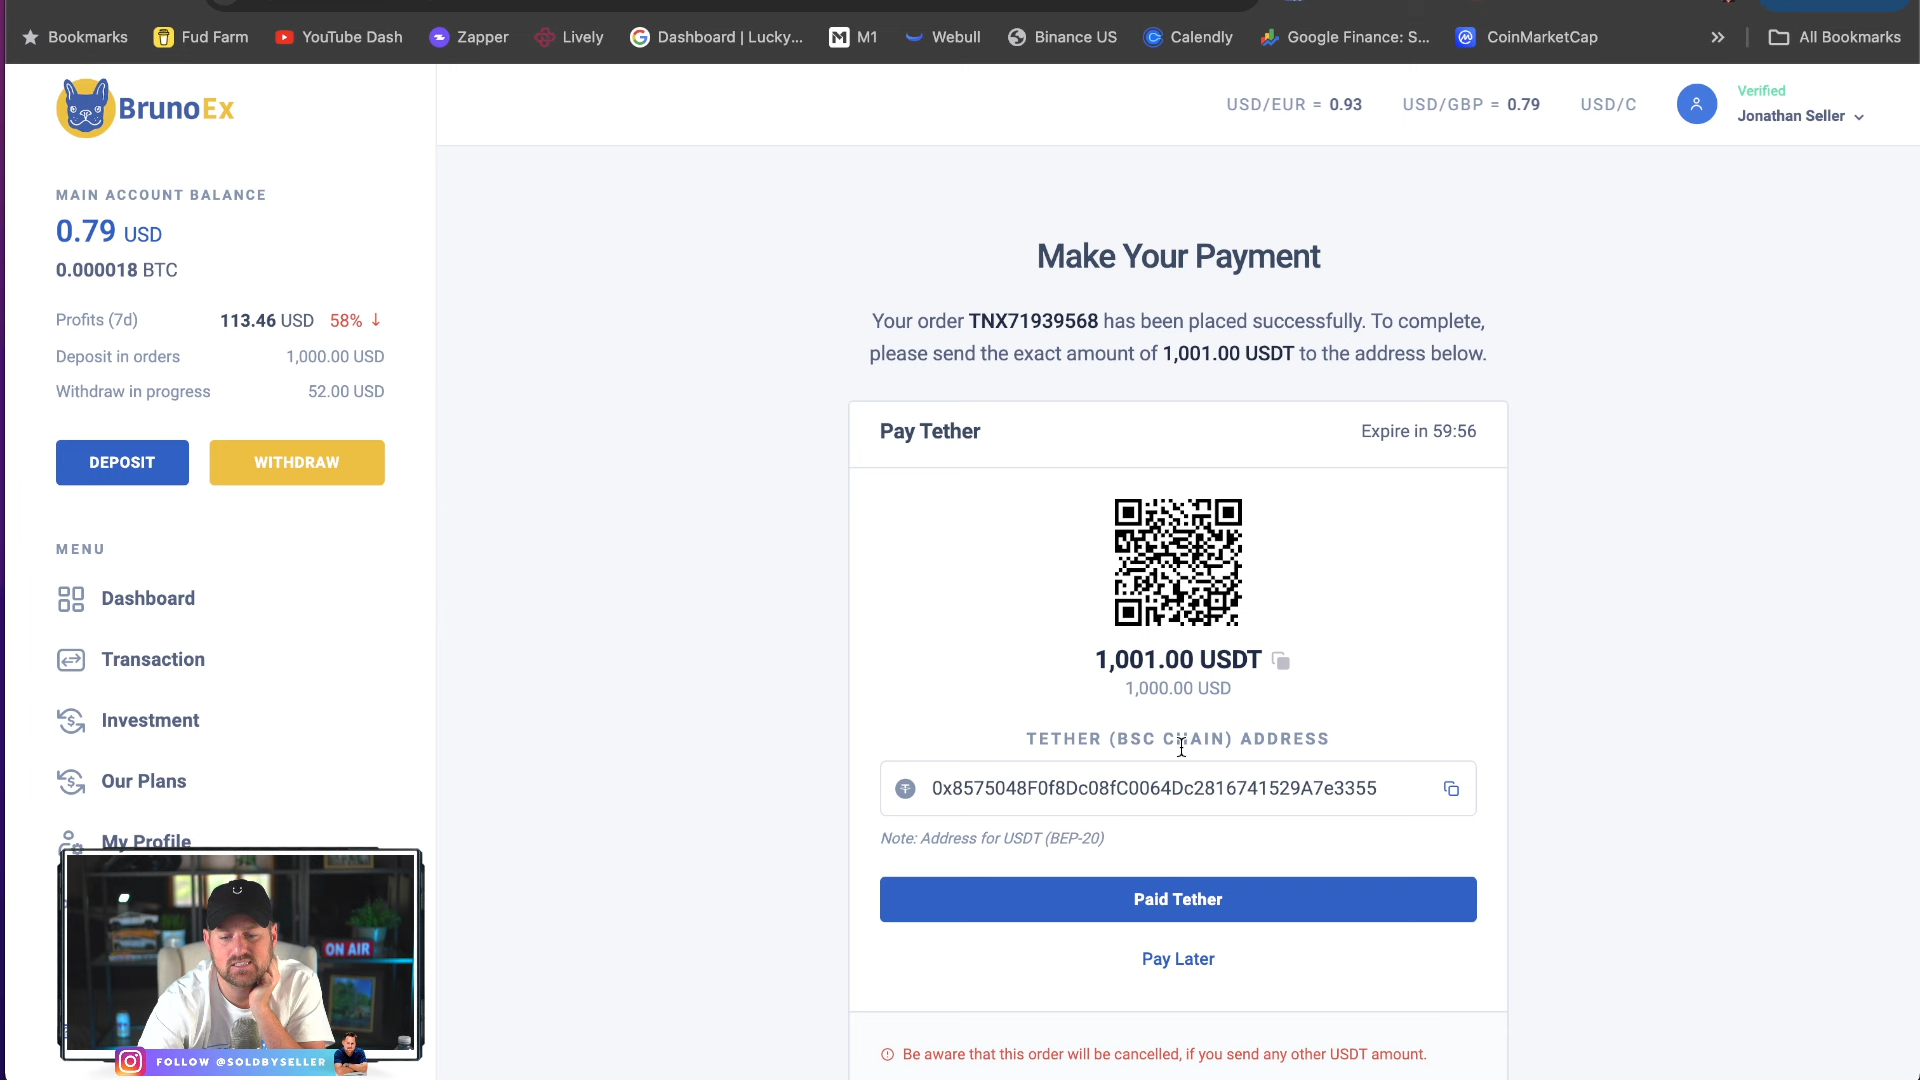 Bookmarks
Fud Farm
YouTube Dash
Zapper
Lively
Dashboard | Lucky...
M1
Webull
Binance US
Calendly
Google Finance: S...
CoinMarketCap
All Bookmarks
BrunoEx
USD/EUR = 0.93
USD/GBP = 0.79
USD/C
Verified
Jonathan Seller
MAIN ACCOUNT BALANCE
0.79 USD
0.000018 BTC
Profits (7d) 113.46 USD 58% ↓
Deposit in orders 1,000.00 USD
Withdraw in progress 52.00 USD
DEPOSIT
WITHDRAW
MENU
Dashboard
Transaction
Investment
Our Plans
My Profile
ON AIR
FOLLOW @SOLDBYSELLER
Make Your Payment
Your order TNX71939568 has been placed successfully. To complete,
please send the exact amount of 1,001.00 USDT to the address below.
Pay Tether
Expire in 59:56
1,001.00 USDT
1,000.00 USD
TETHER (BSC CHAIN) ADDRESS
0x8575048F0f8Dc08fC0064Dc2816741529A7e3355
Note: Address for USDT (BEP-20)
Paid Tether
Pay Later
Be aware that this order will be cancelled, if you send any other USDT amount.